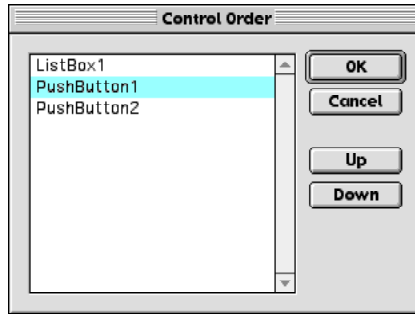 Control Order
ListBox1
PushButton1
PushButton2
OK
Cancel
Up
Down